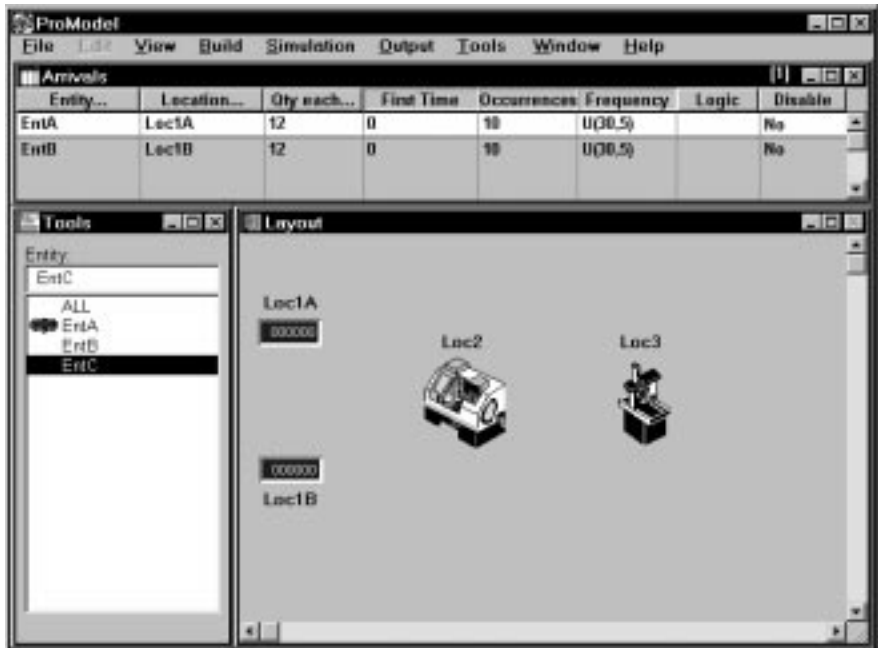 ProModel
File Edit View Build Simulation Output Tools Window Help
Arrivals [1]
Entity... Location... Qty each... First Time Occurrences Frequency Logic Disable
EntA Loc1A 12 0 10 U(30,5) No
EntB Loc1B 12 0 10 U(30,5) No
Tools
Layout
Entity:
EntC
ALL
EntA
EntB
EntC
Loc1A
000000
Loc2
Loc3
000000
Loc1B